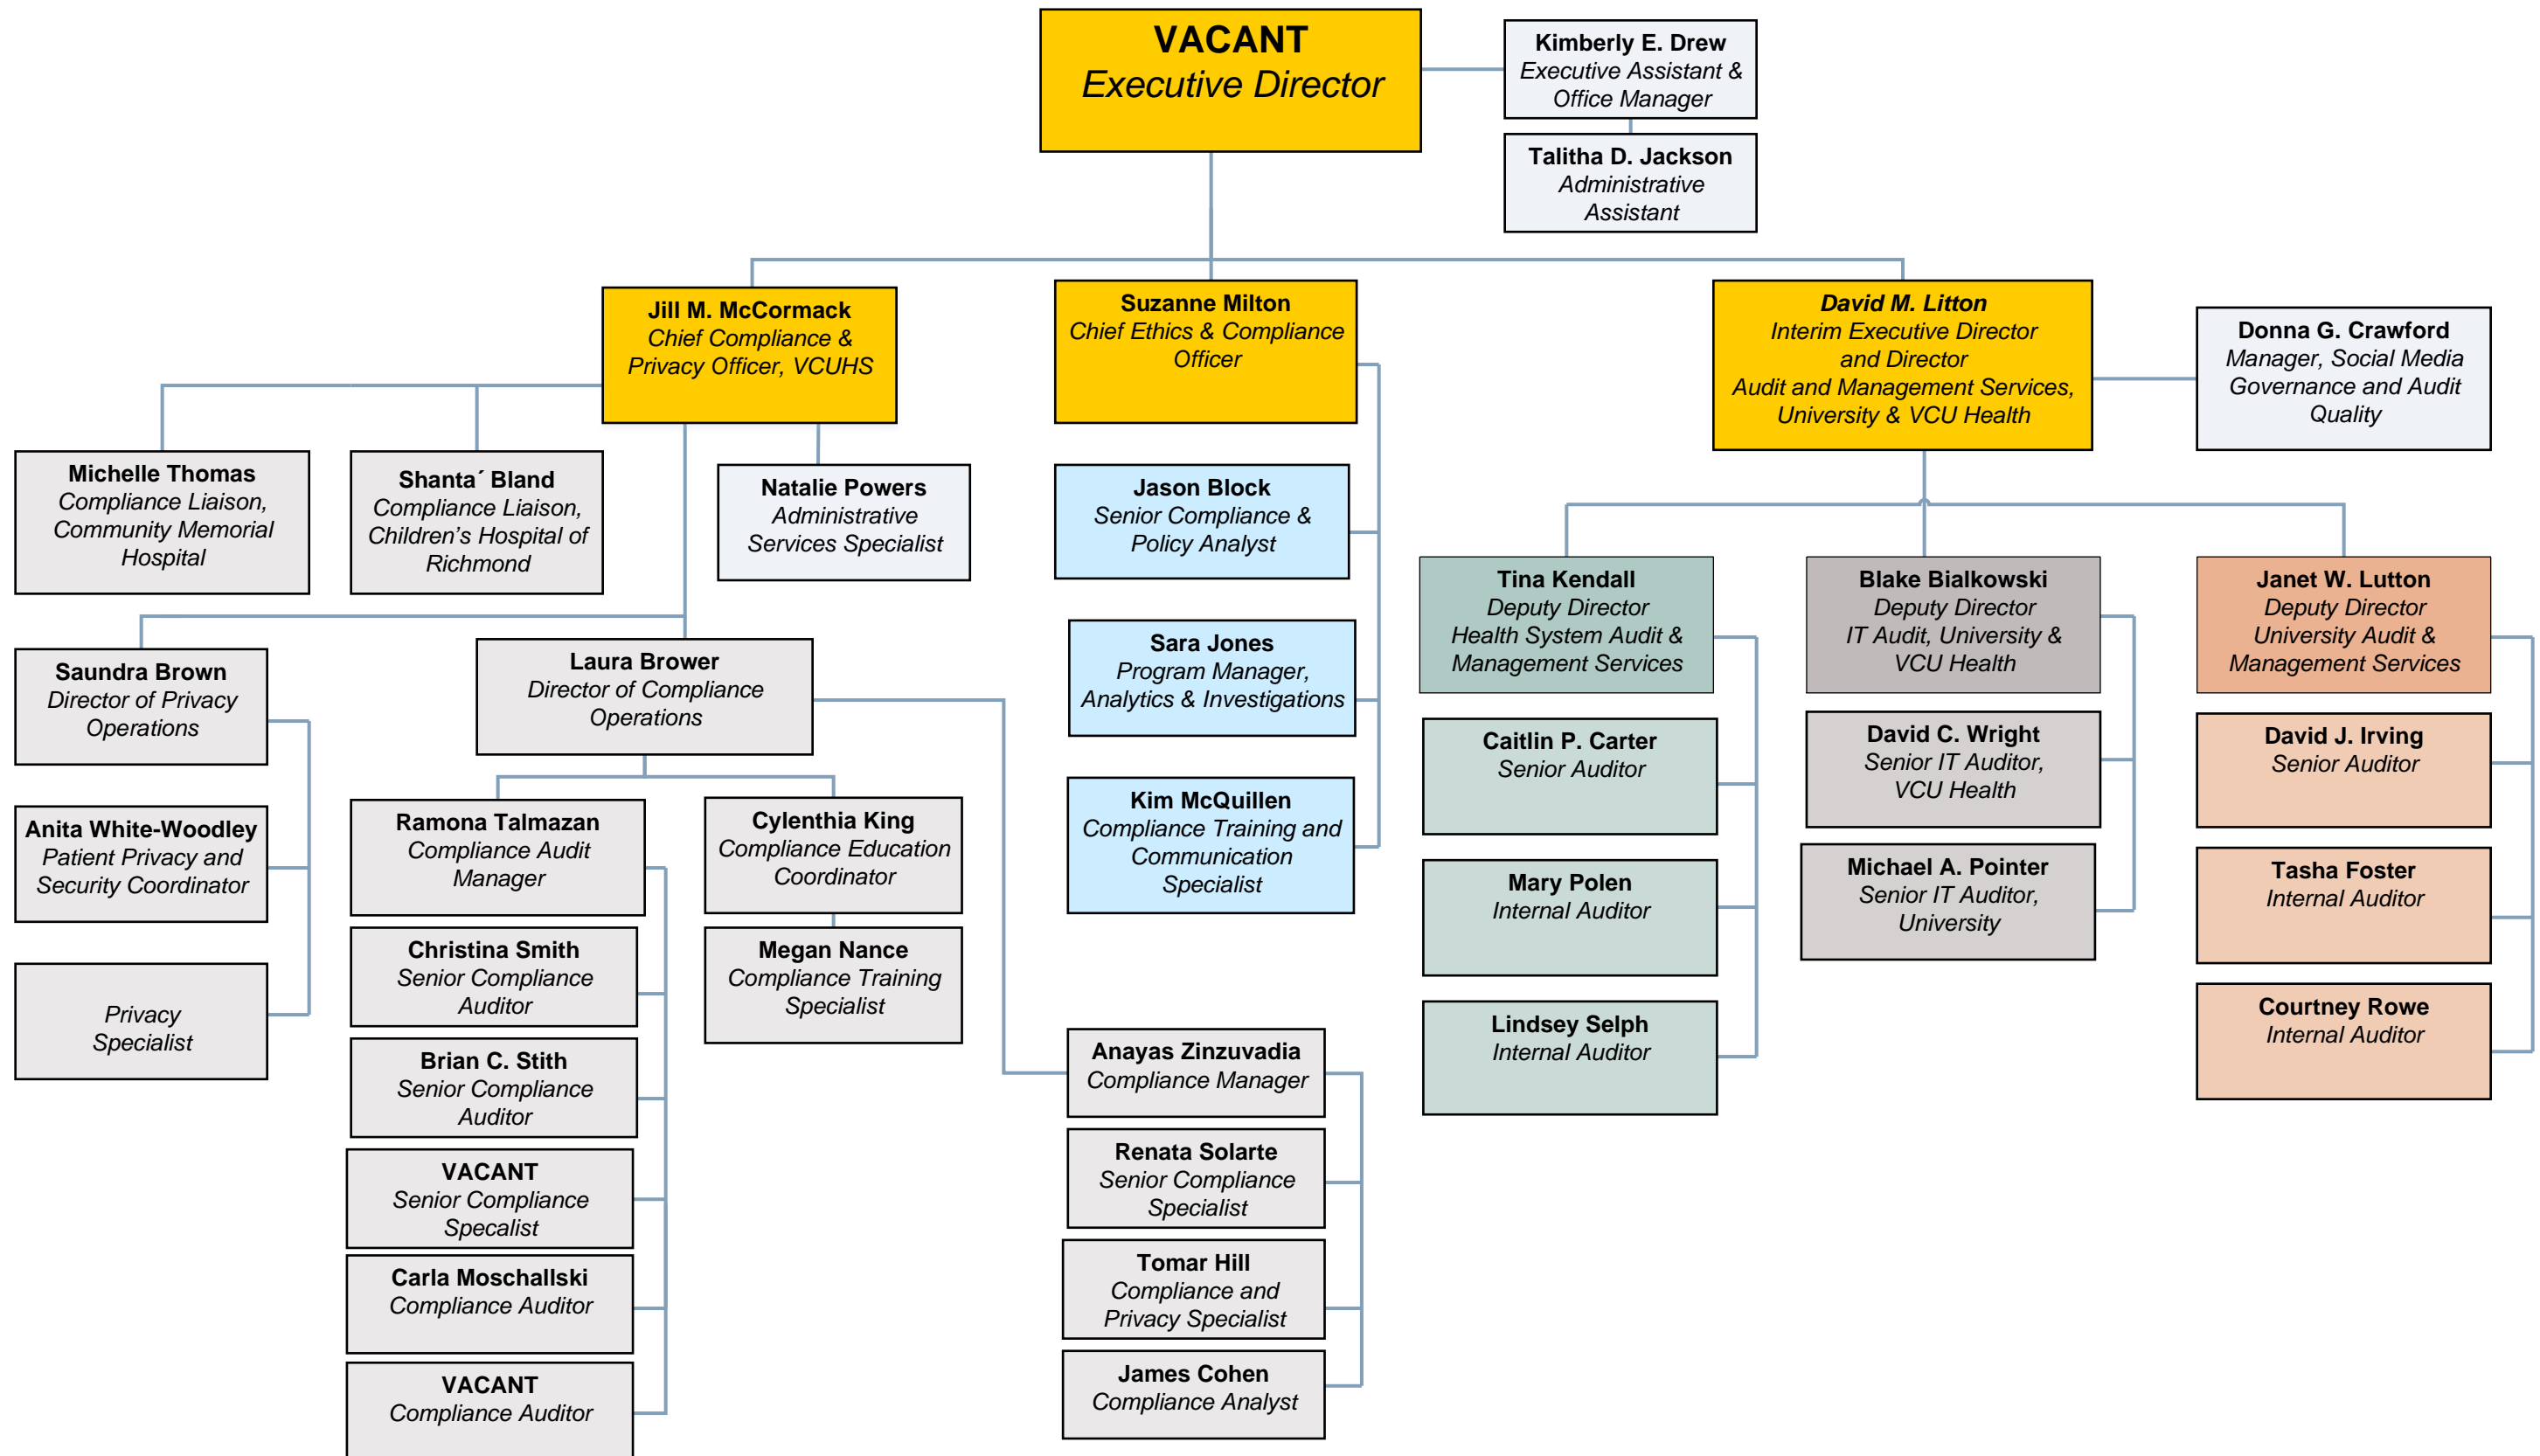 VACANT
Executive Director
Kimberly E. Drew
Executive Assistant &
Office Manager
Talitha D. Jackson
Administrative
Assistant
Jill M. McCormack
Chief Compliance &
Privacy Officer, VCUHS
Suzanne Milton
Chief Ethics & Compliance
Officer
David M. Litton
Interim Executive Director
and Director
Audit and Management Services,
University & VCU Health
Donna G. Crawford
Manager, Social Media
Governance and Audit
Quality
Michelle Thomas
Compliance Liaison,
Community Memorial
Hospital
Shanta´ Bland
Compliance Liaison,
Children’s Hospital of
Richmond
Natalie Powers
Administrative
Services Specialist
Saundra Brown
Director of Privacy
Operations
Anita White-Woodley
Patient Privacy and
Security Coordinator
Privacy
Specialist
Laura Brower
Director of Compliance
Operations
Ramona Talmazan
Compliance Audit
Manager
Christina Smith
Senior Compliance
Auditor
Brian C. Stith
Senior Compliance
Auditor
VACANT
Senior Compliance
Specalist
Carla Moschallski
Compliance Auditor
VACANT
Compliance Auditor
Cylenthia King
Compliance Education
Coordinator
Megan Nance
Compliance Training
Specialist
Anayas Zinzuvadia
Compliance Manager
Renata Solarte
Senior Compliance
Specialist
Tomar Hill
Compliance and
Privacy Specialist
James Cohen
Compliance Analyst
Jason Block
Senior Compliance &
Policy Analyst
Sara Jones
Program Manager,
Analytics & Investigations
Kim McQuillen
Compliance Training and
Communication
Specialist
Tina Kendall
Deputy Director
Health System Audit &
Management Services
Caitlin P. Carter
Senior Auditor
Mary Polen
Internal Auditor
Lindsey Selph
Internal Auditor
Blake Bialkowski
Deputy Director
IT Audit, University &
VCU Health
David C. Wright
Senior IT Auditor,
VCU Health
Michael A. Pointer
Senior IT Auditor,
University
Janet W. Lutton
Deputy Director
University Audit &
Management Services
David J. Irving
Senior Auditor
Tasha Foster
Internal Auditor
Courtney Rowe
Internal Auditor